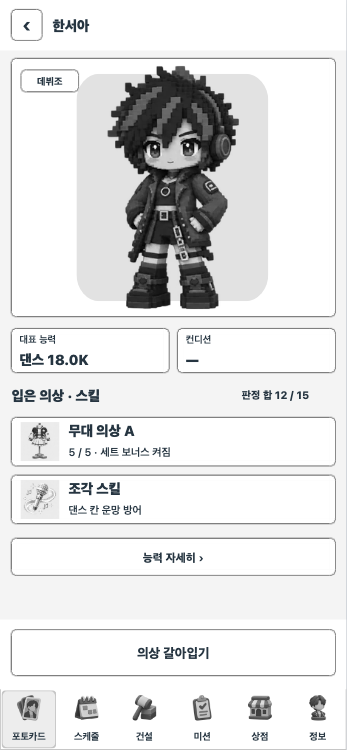 ‹ 한서아
데뷔조
대표 능력
댄스 18.0K
컨디션
—
입은 의상 · 스킬
판정 합 12 / 15
무대 의상 A
5 / 5 · 세트 보너스 켜짐
조각 스킬
댄스 칸 운망 방어
능력 자세히 ›
의상 갈아입기
포토카드
스케줄
건설
미션
상점
정보